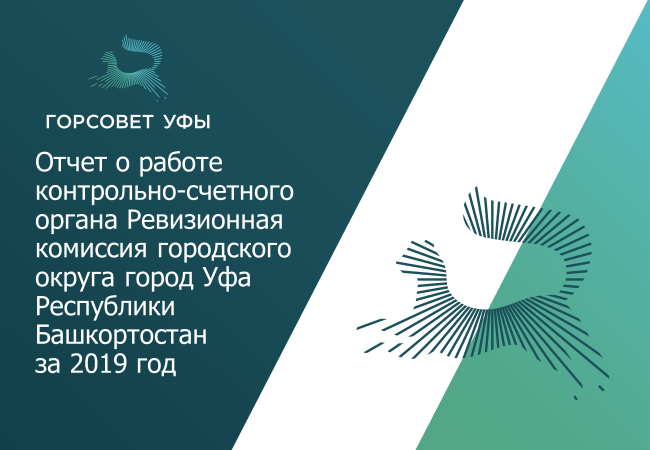 ГОРСОВЕТ УФЫ
Отчет о работе
контрольно-счетного
органа Ревизионная
комиссия городского
округа город Уфа
Республики
Башкортостан
за 2019 год